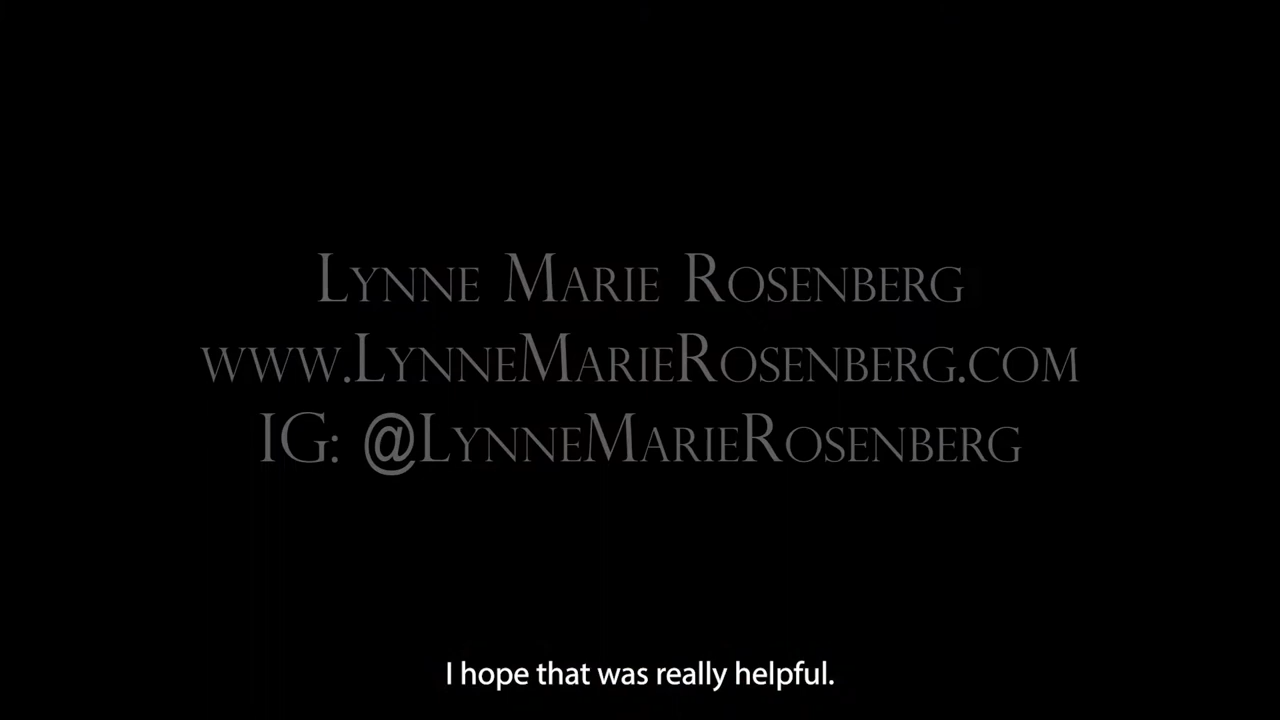 Lynne Marie Rosenberg
www.LynneMarieRosenberg.com
IG: @LynneMarieRosenberg
I hope that was really helpful.